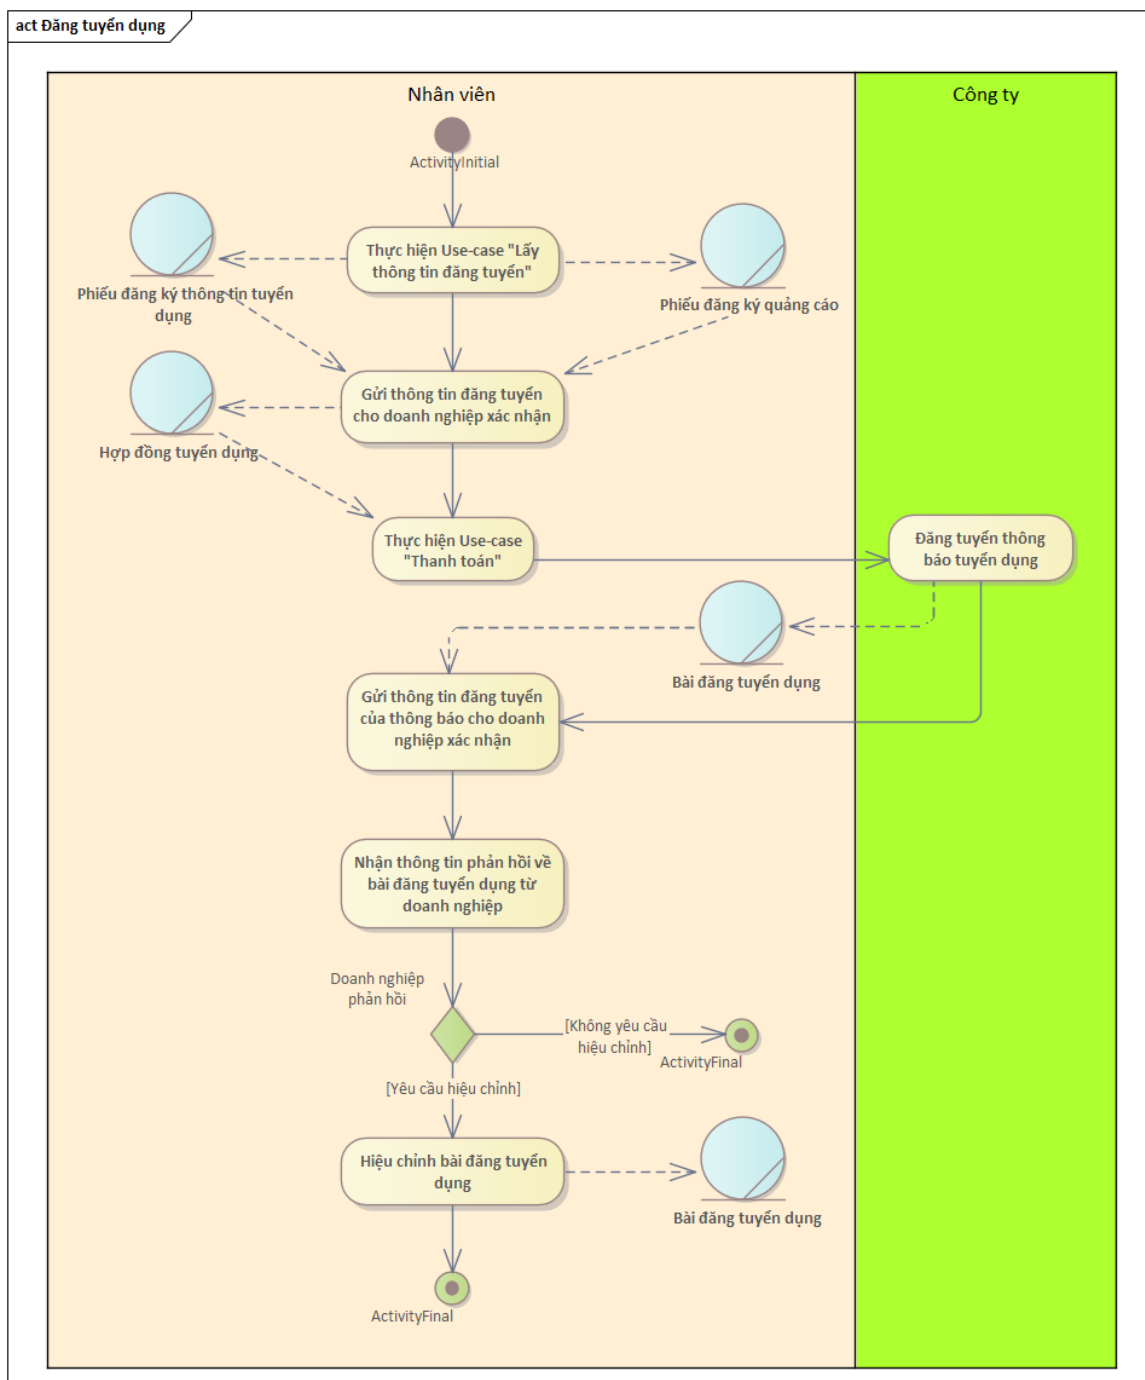 act Đăng tuyển dụng
Nhân viên
Công ty
ActivityInitial
Thực hiện Use-case "Lấy
thông tin đăng tuyển"
Phiếu đăng ký thông tin tuyển
dụng
Phiếu đăng ký quảng cáo
Gửi thông tin đăng tuyển
cho doanh nghiệp xác nhận
Hợp đồng tuyển dụng
Thực hiện Use-case
"Thanh toán"
Đăng tuyển thông
báo tuyển dụng
Bài đăng tuyển dụng
Gửi thông tin đăng tuyển
của thông báo cho doanh
nghiệp xác nhận
Nhận thông tin phản hồi về
bài đăng tuyển dụng từ
doanh nghiệp
Doanh nghiệp
phản hồi
[Không yêu cầu
hiệu chỉnh]
ActivityFinal
[Yêu cầu hiệu chỉnh]
Hiệu chỉnh bài đăng tuyển
dụng
Bài đăng tuyển dụng
ActivityFinal